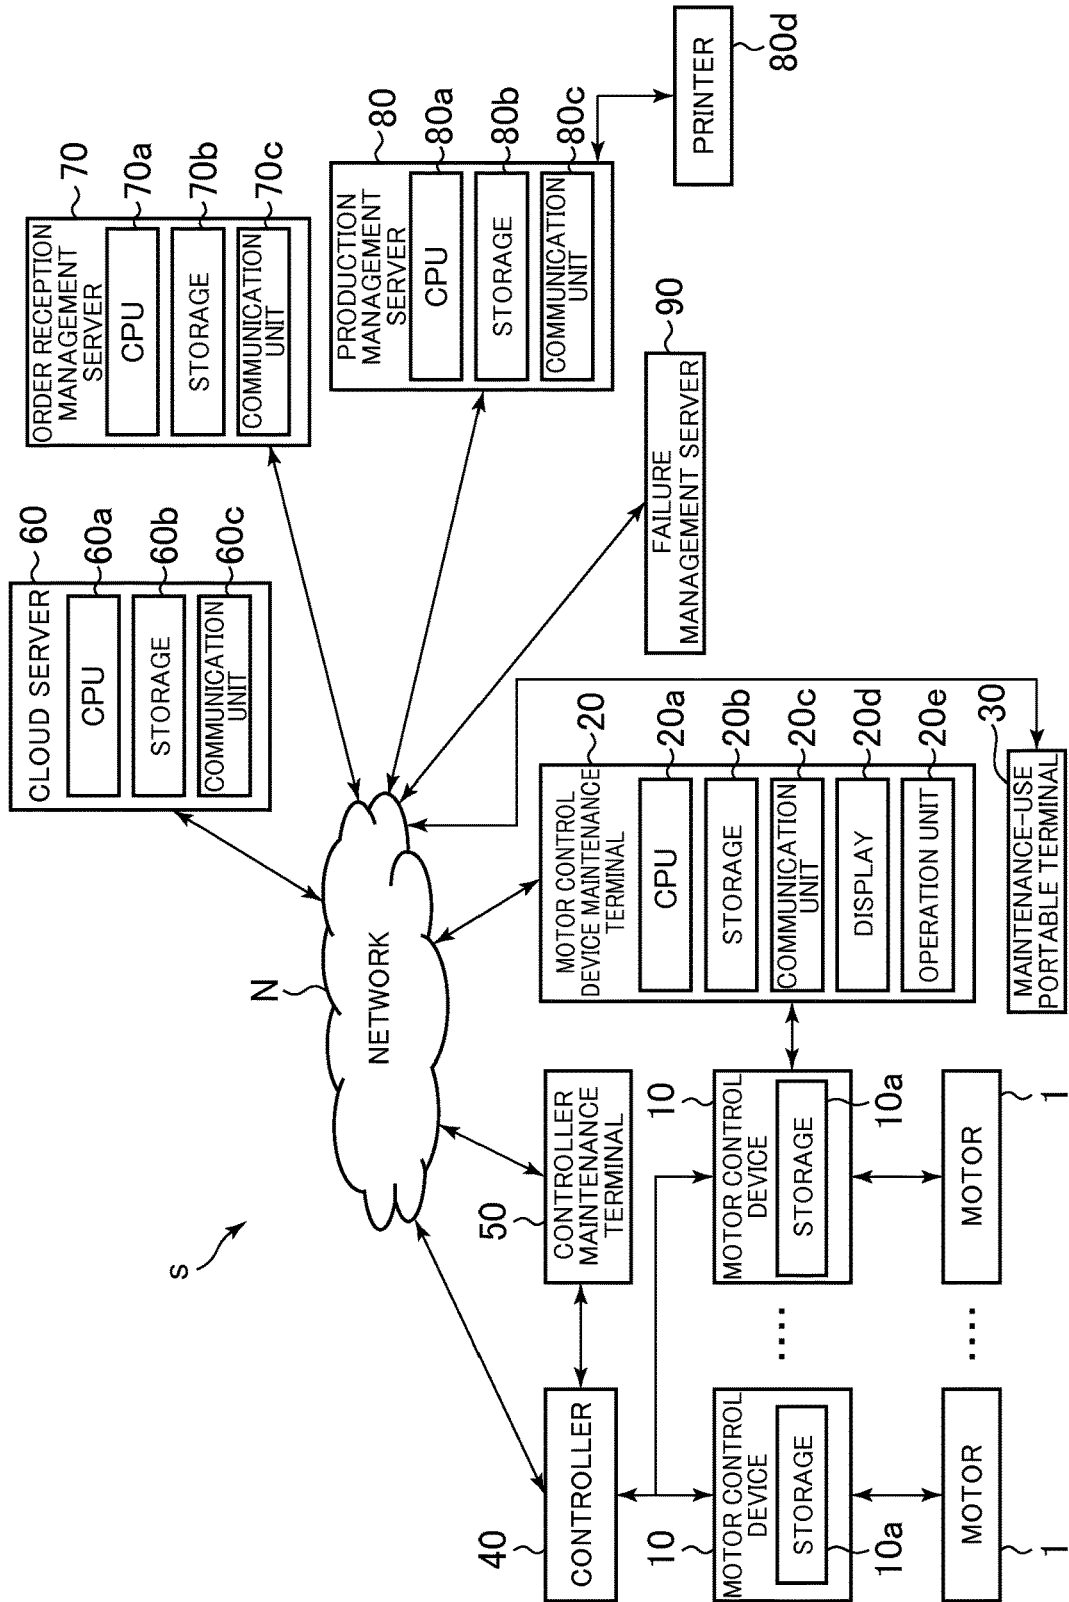 S
N
NETWORK
CLOUD SERVER
60
CPU
60a
STORAGE
60b
COMMUNICATION
UNIT
60c
ORDER RECEPTION
MANAGEMENT
SERVER
70
CPU
70a
STORAGE
70b
COMMUNICATION
UNIT
70c
PRODUCTION
MANAGEMENT
SERVER
80
CPU
80a
STORAGE
80b
COMMUNICATION
UNIT
80c
PRINTER
80d
FAILURE
MANAGEMENT SERVER
90
CONTROLLER
40
CONTROLLER
MAINTENANCE
TERMINAL
50
MOTOR CONTROL
DEVICE MAINTENANCE
TERMINAL
20
CPU
20a
STORAGE
20b
COMMUNICATION
UNIT
20c
DISPLAY
20d
OPERATION UNIT
20e
MAINTENANCE-USE
PORTABLE TERMINAL
30
10
MOTOR CONTROL
DEVICE
STORAGE
10a
....
10
MOTOR CONTROL
DEVICE
STORAGE
10a
MOTOR
1
....
MOTOR
1